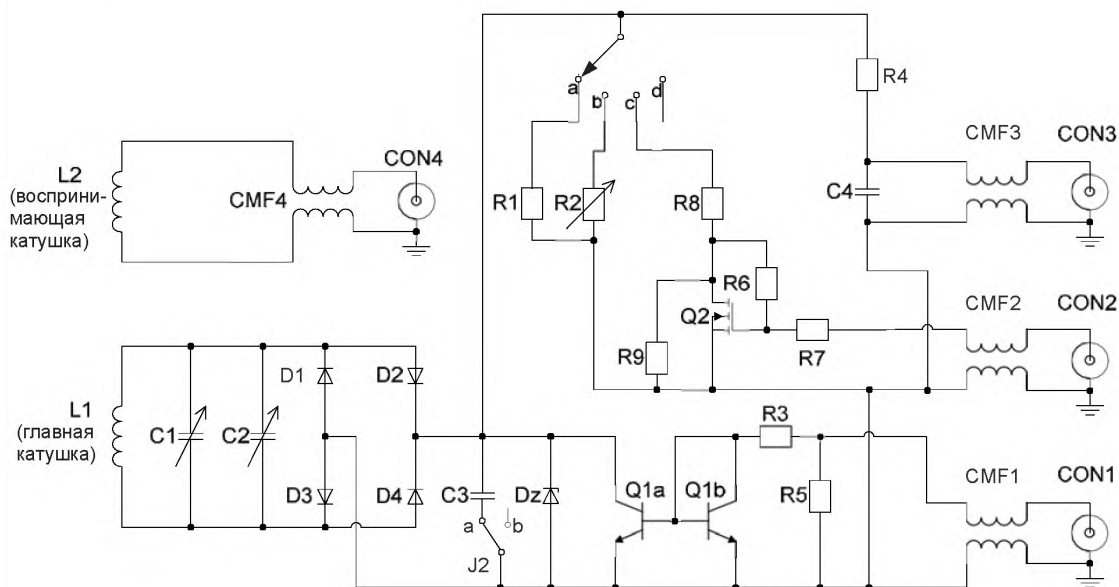 a
b
c
d
R4
CMF3
CON3
C4
L2
(восприни-
мающая
катушка)
CMF4
CON4
R1
R2
R8
R6
Q2
R7
R9
CMF2
CON2
L1
(главная
катушка)
C1
C2
D1
D2
D3
D4
C3
a
b
J2
Dz
Q1a
Q1b
R3
R5
CMF1
CON1